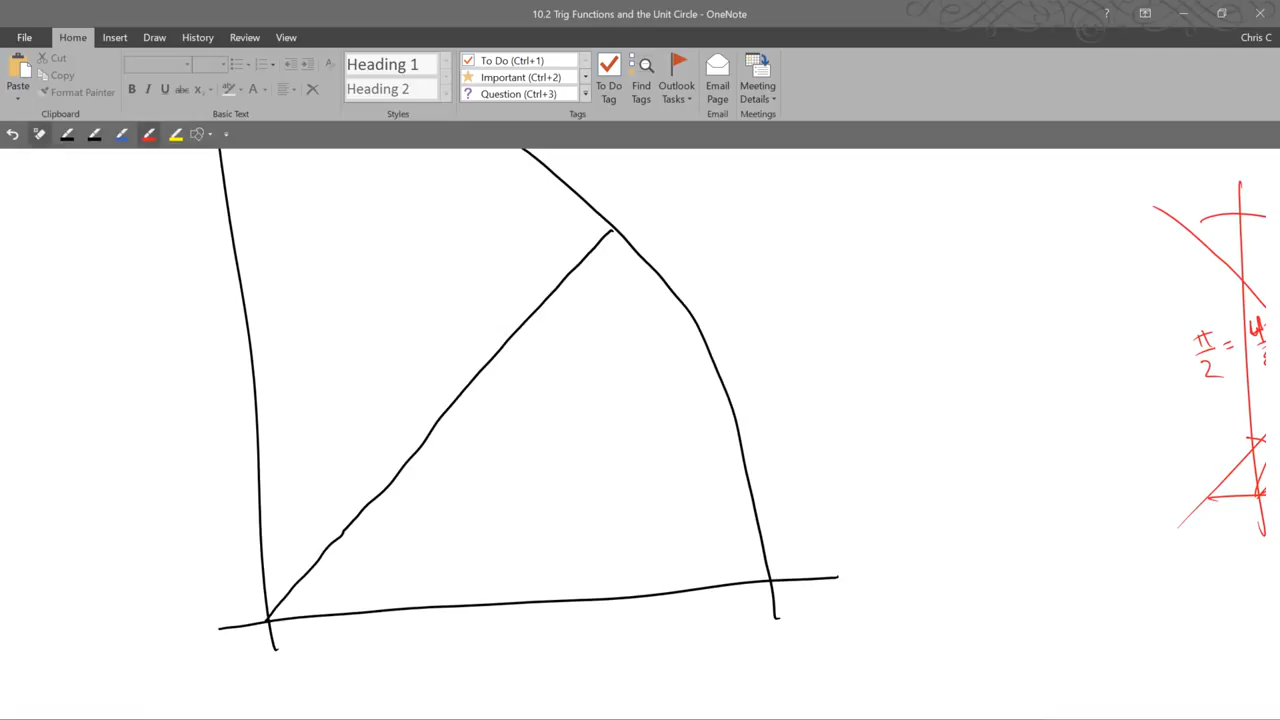 10.2 Trig Functions and the Unit Circle - OneNote
?
File Home Insert Draw History Review View
Chris C
Paste
Cut
Copy
Format Painter
Clipboard
B I U abc x₂ A
Basic Text
Heading 1
Heading 2
Styles
To Do (Ctrl+1)
Important (Ctrl+2)
? Question (Ctrl+3)
To Do Tag
Find Tags
Tags
Outlook Tasks
Email Page
Email
Meeting Details
Meetings
π/2 =